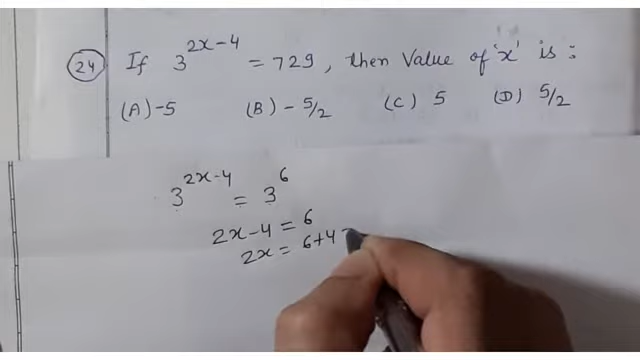 (24) If 3^{2x-4} = 729, then Value of 'x' is :
(A) -5 (B) - 5/2 (C) 5 (D) 5/2
3^{2x-4} = 3^6
2x-4 = 6
2x = 6+4